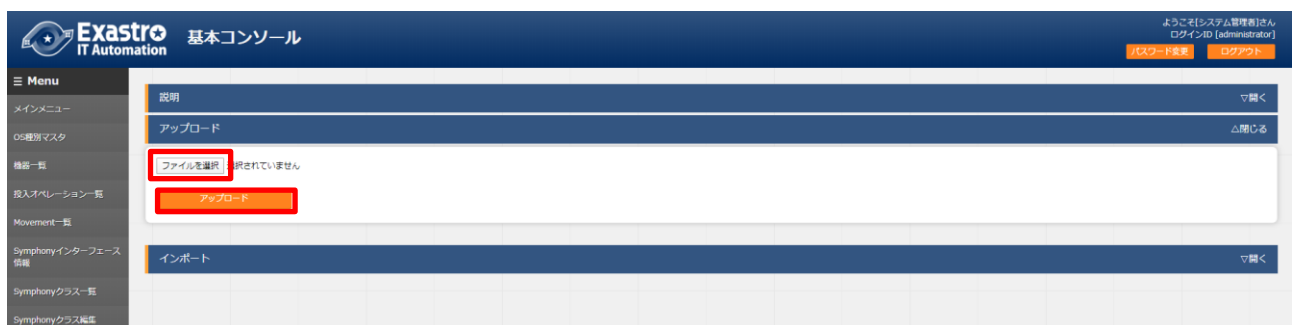 Exastro
IT Automation
基本コンソール
ようこそ[システム管理者]さん
ログインID [administrator]
パスワード変更 ログアウト
☰ Menu
メインメニュー
OS種別マスタ
機器一覧
投入オペレーション一覧
Movement一覧
Symphonyインターフェース
情報
Symphonyクラス一覧
Symphonyクラス編集
説明 ▽開く
アップロード △閉じる
ファイルを選択 択されていません
アップロード
インポート ▽開く